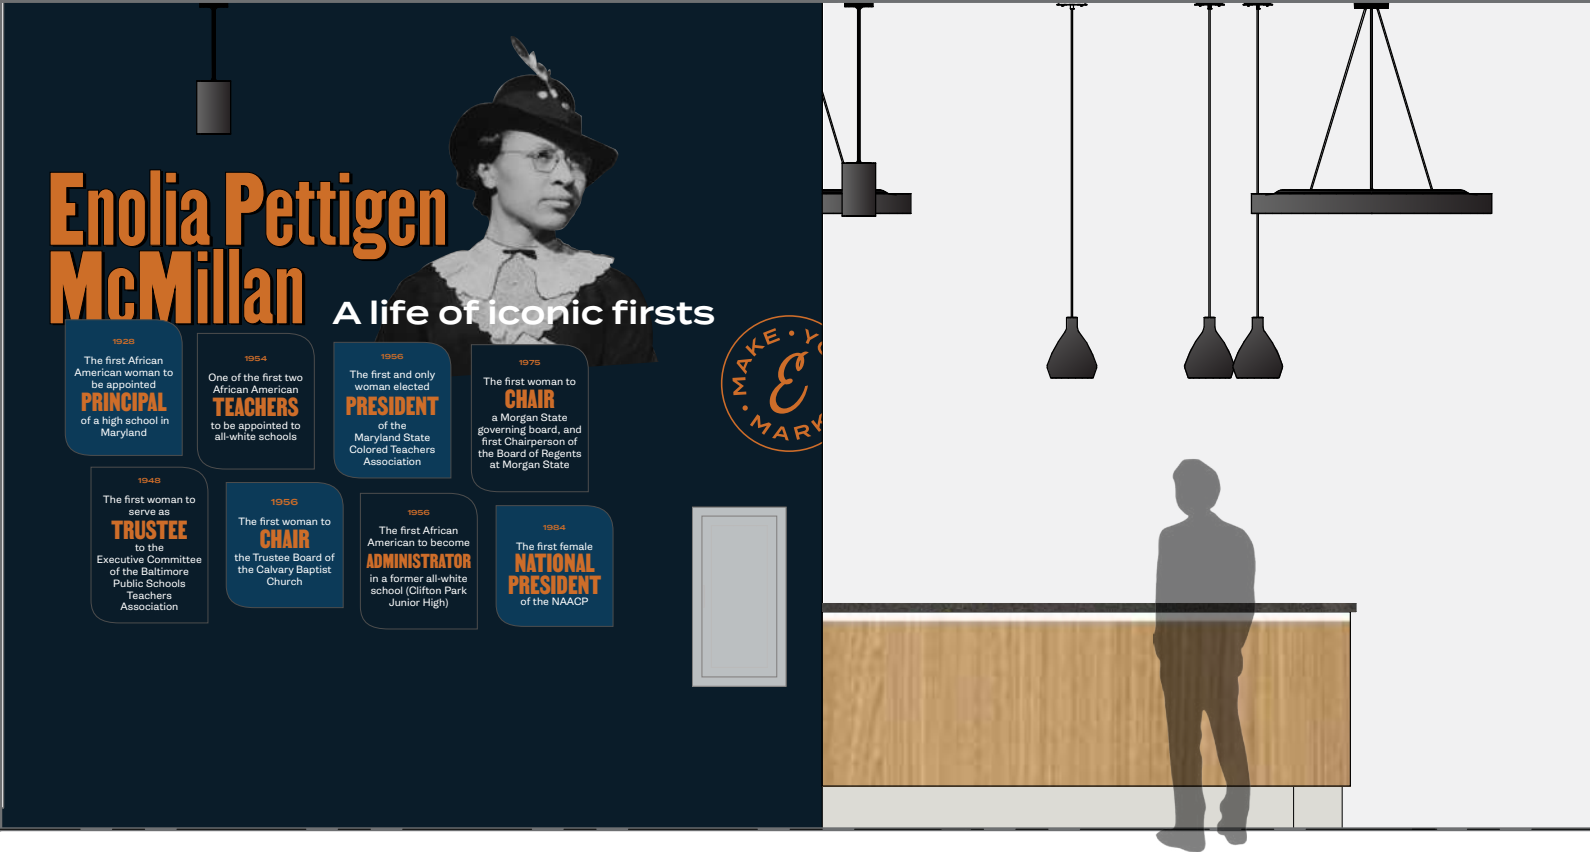 Enolia Pettigen
McMillan
A life of iconic firsts
1928
The first African
American woman to
be appointed
PRINCIPAL
of a high school in
Maryland
1954
One of the first two
African American
TEACHERS
to be appointed to
all-white schools
1956
The first and only
woman elected
PRESIDENT
of the
Maryland State
Colored Teachers
Association
1975
The first woman to
CHAIR
a Morgan State
governing board, and
first Chairperson of
the Board of Regents
at Morgan State
1948
The first woman to
serve as
TRUSTEE
to the
Executive Committee
of the Baltimore
Public Schools
Teachers
Association
1956
The first woman to
CHAIR
the Trustee Board of
the Calvary Baptist
Church
1956
The first African
American to become
ADMINISTRATOR
in a former all-white
school (Clifton Park
Junior High)
1984
The first female
NATIONAL
PRESIDENT
of the NAACP
• MAKE • YO
E
MARK